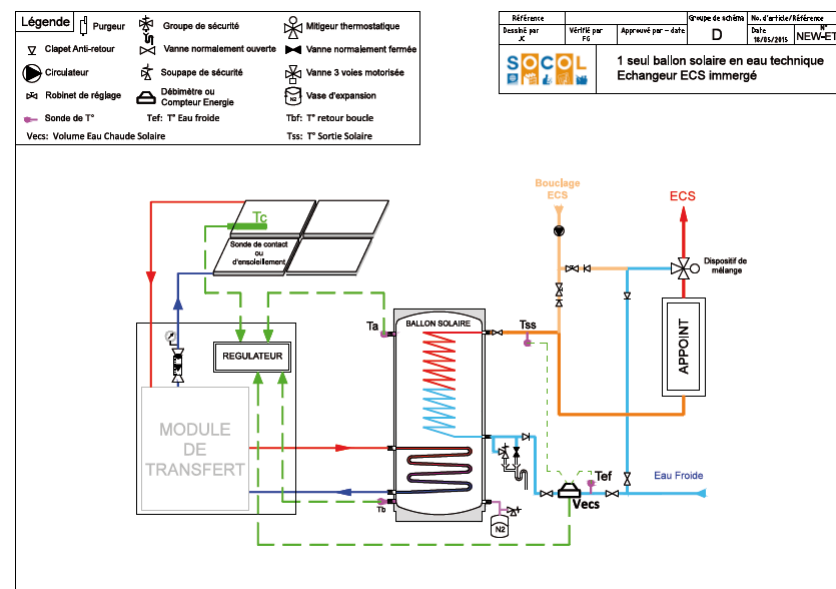 Légende
Purgeur
Groupe de sécurité
Mitigeur thermostatique
Clapet Anti-retour
Vanne normalement ouverte
Vanne normalement fermée
Circulateur
Soupape de sécurité
Vanne 3 voies motorisée
Robinet de réglage
Débimètre ou
Compteur Energie
Vase d'expansion
N2
Sonde de T°
Tef: T° Eau froide
Tbf: T° retour boucle
Vecs: Volume Eau Chaude Solaire
Tss: T° Sortie Solaire
Référence
Groupe de schéma
No. d'article/Référence
Dessiné par
JC
Vérifié par
FG
Approuvé par - date
D
Date
18/05/2015
N°
NEW-ET
SOCOL
1 seul ballon solaire en eau technique
Echangeur ECS immergé
Bouclage
ECS
ECS
Tc
Sonde de contact
ou
d'ensoleillement
Dispositif de
mélange
Ta
BALLON SOLAIRE
Tss
REGULATEUR
APPOINT
MODULE
DE
TRANSFERT
Tef
Eau Froide
Tb
Vecs
N2